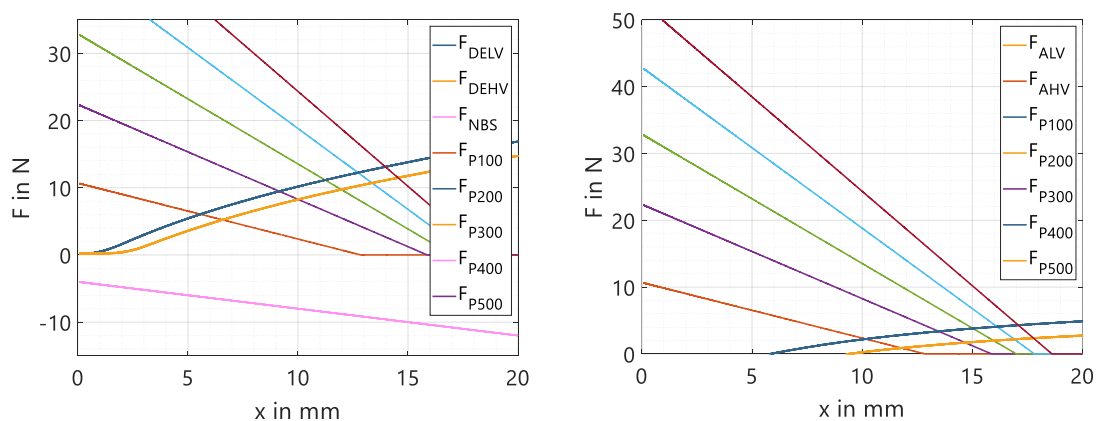 30
20
10
0
-10
0
5
10
15
20
F in N
x in mm
F_DELV
F_DEHV
F_NBS
F_P100
F_P200
F_P300
F_P400
F_P500
50
40
30
20
10
0
0
5
10
15
20
F in N
x in mm
F_ALV
F_AHV
F_P100
F_P200
F_P300
F_P400
F_P500